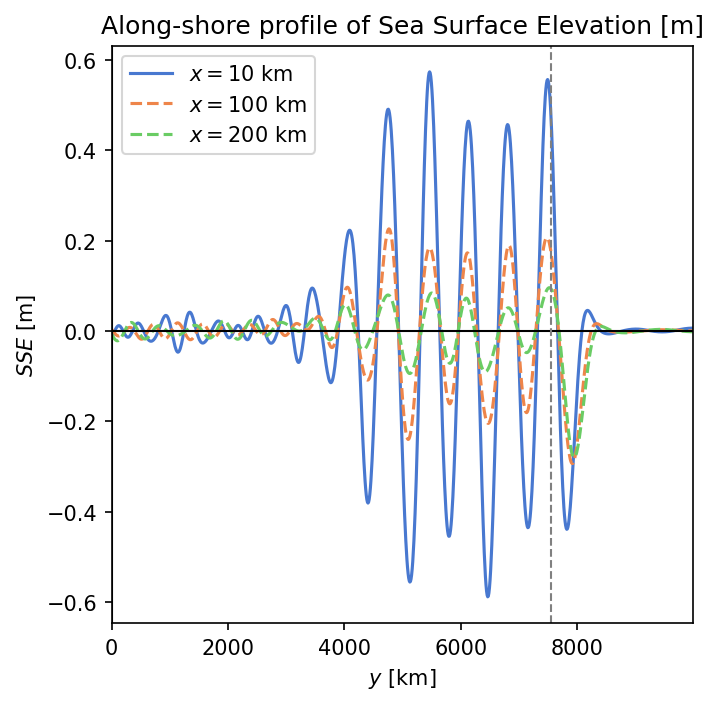 Along-shore profile of Sea Surface Elevation [m]
x = 10 km
x = 100 km
x = 200 km
0.6
0.4
0.2
0.0
−0.2
−0.4
−0.6
SSE [m]
0 2000 4000 6000 8000
y [km]